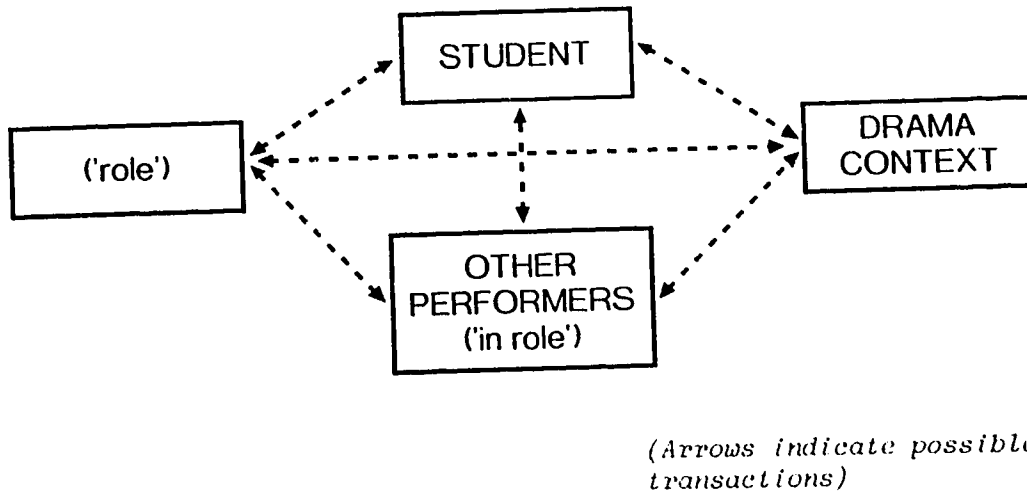 STUDENT
('role')
DRAMA
CONTEXT
OTHER
PERFORMERS
('in role')
(Arrows indicate possible
transactions)